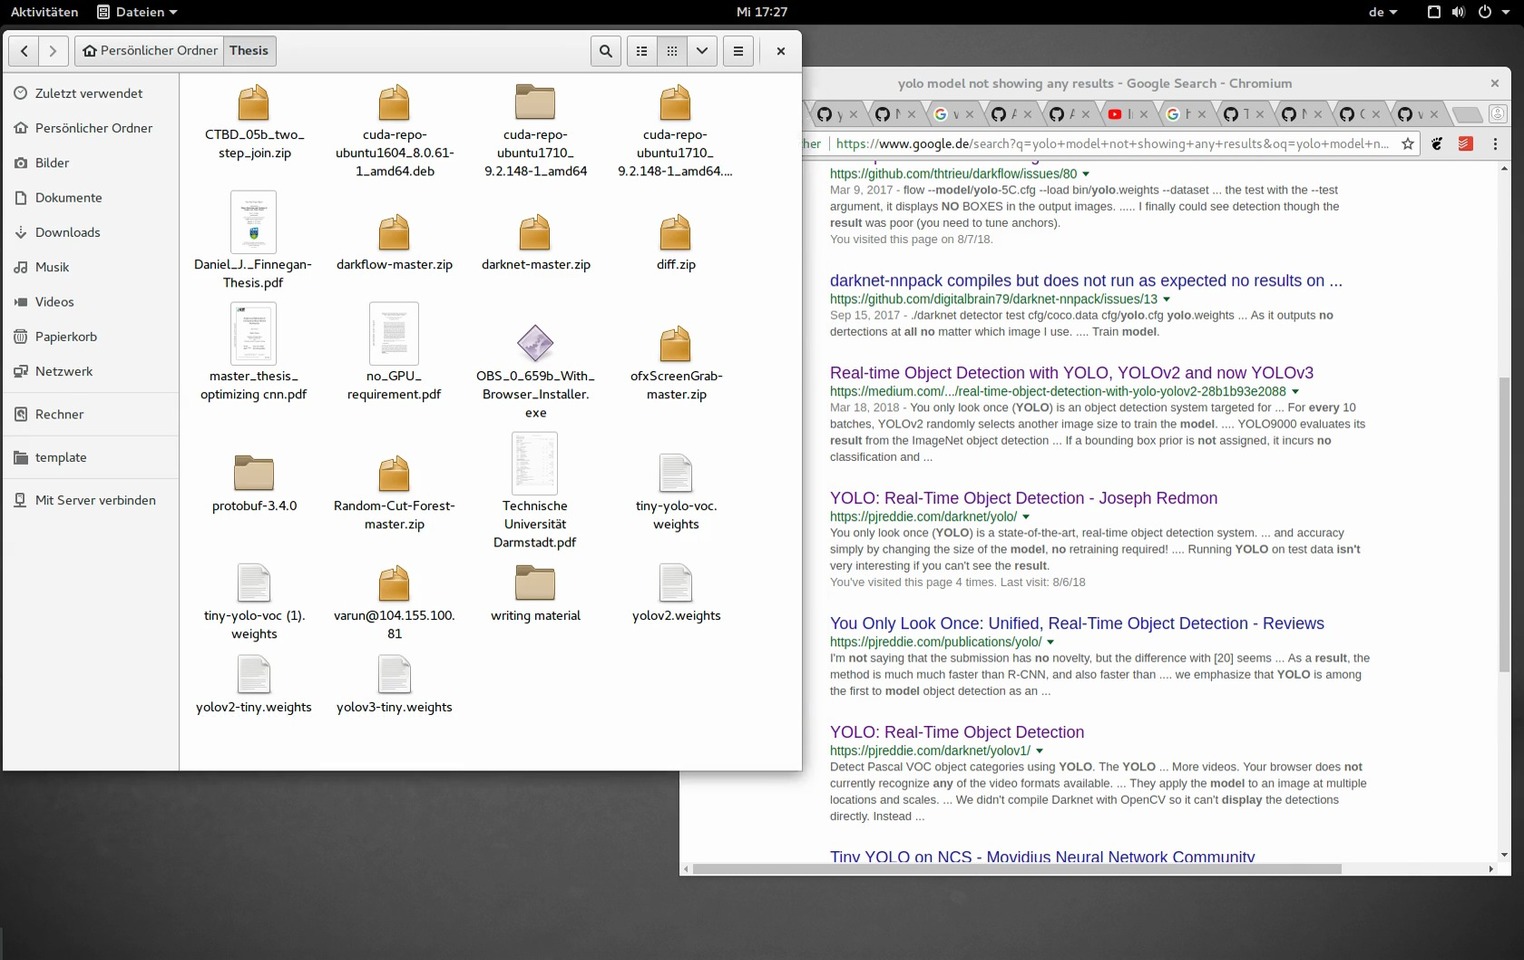 Aktivitäten
Dateien
Mi 17:27
de
Persönlicher Ordner
Thesis
Zuletzt verwendet
Persönlicher Ordner
Bilder
Dokumente
Downloads
Musik
Videos
Papierkorb
Netzwerk
Rechner
template
Mit Server verbinden
CTBD_05b_two_
step_join.zip
cuda-repo-
ubuntu1604_8.0.61-
1_amd64.deb
cuda-repo-
ubuntu1710_
9.2.148-1_amd64
cuda-repo-
ubuntu1710_
9.2.148-1_amd64....
Daniel_J._Finnegan-
Thesis.pdf
darkflow-master.zip
darknet-master.zip
diff.zip
master_thesis_
optimizing cnn.pdf
no_GPU_
requirement.pdf
OBS_0_659b_With_
Browser_Installer.
exe
ofxScreenGrab-
master.zip
protobuf-3.4.0
Random-Cut-Forest-
master.zip
Technische
Universität
Darmstadt.pdf
tiny-yolo-voc.
weights
tiny-yolo-voc (1).
weights
varun@104.155.100.
81
writing material
yolov2.weights
yolov2-tiny.weights
yolov3-tiny.weights
yolo model not showing any results - Google Search - Chromium
her
https://www.google.de/search?q=yolo+model+not+showing+any+results&oq=yolo+model+n...
https://github.com/thtrieu/darkflow/issues/80
Mar 9, 2017 - flow --model/yolo-5C.cfg --load bin/yolo.weights --dataset ... the test with the --test
argument, it displays NO BOXES in the output images. ..... I finally could see detection though the
result was poor (you need to tune anchors).
You visited this page on 8/7/18.
darknet-nnpack compiles but does not run as expected no results on ...
https://github.com/digitalbrain79/darknet-nnpack/issues/13
Sep 15, 2017 - ./darknet detector test cfg/coco.data cfg/yolo.cfg yolo.weights ... As it outputs no
dertections at all no matter which image I use. .... Train model.
Real-time Object Detection with YOLO, YOLOv2 and now YOLOv3
https://medium.com/.../real-time-object-detection-with-yolo-yolov2-28b1b93e2088
Mar 18, 2018 - You only look once (YOLO) is an object detection system targeted for ... For every 10
batches, YOLOv2 randomly selects another image size to train the model. .... YOLO9000 evaluates its
result from the ImageNet object detection ... If a bounding box prior is not assigned, it incurs no
classification and ...
YOLO: Real-Time Object Detection - Joseph Redmon
https://pjreddie.com/darknet/yolo/
You only look once (YOLO) is a state-of-the-art, real-time object detection system. ... and accuracy
simply by changing the size of the model, no retraining required! .... Running YOLO on test data isn't
very interesting if you can't see the result.
You've visited this page 4 times. Last visit: 8/6/18
You Only Look Once: Unified, Real-Time Object Detection - Reviews
https://pjreddie.com/publications/yolo/
I'm not saying that the submission has no novelty, but the difference with [20] seems ... As a result, the
method is much much faster than R-CNN, and also faster than .... we emphasize that YOLO is among
the first to model object detection as an ...
YOLO: Real-Time Object Detection
https://pjreddie.com/darknet/yolov1/
Detect Pascal VOC object categories using YOLO. The YOLO ... More videos. Your browser does not
currently recognize any of the video formats available. ... They apply the model to an image at multiple
locations and scales. ... We didn't compile Darknet with OpenCV so it can't display the detections
directly. Instead ...
Tiny YOLO on NCS - Movidius Neural Network Community